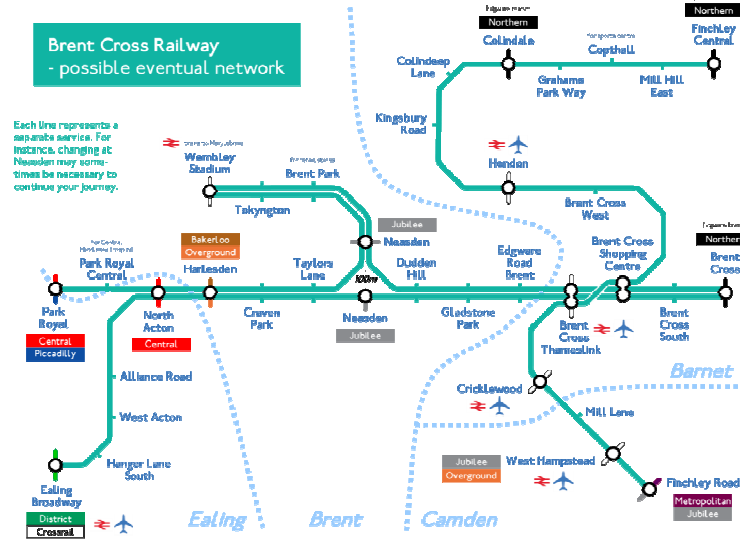 Brent Cross Railway
- possible eventual network
Each line represents a
separate service. For
instance, changing at
Neasden may some-
times be necessary to
continue your journey.
Northern
Colindale
Northern
Finchley
Central
Colindeep
Lane
Copthall
Grahame
Park Way
Mill Hill
East
Kingsbury
Road
Hendon
Wembley
Stadium
Brent Park
Tokyngton
Brent Cross
West
Jubilee
Neasden
Bakerloo
Overground
Harlesden
Park Royal
Central
Taylors
Lane
100m
Dudden
Hill
Edgware
Road
Brent
Brent Cross
Shopping
Centre
Norther
Brent
Cross
Park
Royal
Central
Piccadilly
North
Acton
Central
Craven
Park
Neasden
Jubilee
Gladstone
Park
Brent
Cross
Thameslink
Brent
Cross
South
Alliance Road
West Acton
Hanger Lane
South
Ealing
Broadway
District
Crossrail
Cricklewood
Barnet
Mill Lane
Jubilee
Overground
West Hampstead
Finchley Road
Metropolitan
Jubilee
Ealing
Brent
Camden